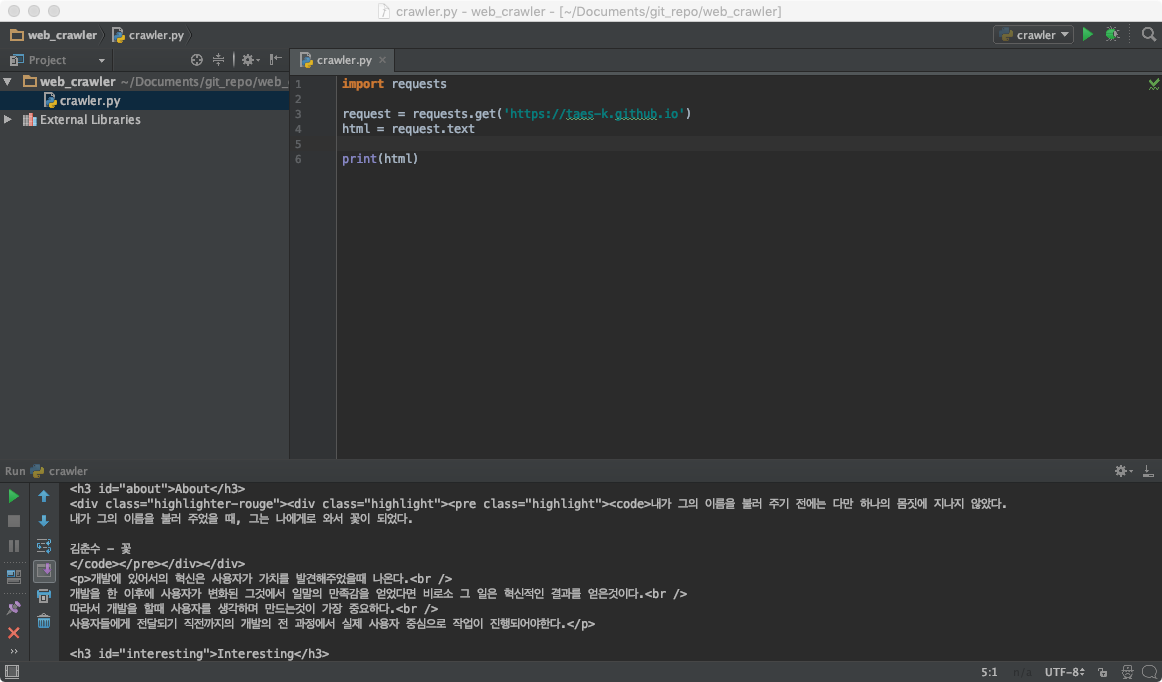 crawler.py - web_crawler - [~/Documents/git_repo/web_crawler]
web_crawler crawler.py crawler
Project crawler.py
web_crawler ~/Documents/git_repo/web_
crawler.py
External Libraries
1 import requests
2
3 request = requests.get('https://taes-k.github.io')
4 html = request.text
5
6 print(html)
Run crawler
<h3 id="about">About</h3>
<div class="highlighter-rouge"><div class="highlight"><pre class="highlight"><code>내가 그의 이름을 불러 주기 전에는 다만 하나의 몸짓에 지나지 않았다.
내가 그의 이름을 불러 주었을 때, 그는 나에게로 와서 꽃이 되었다.
김춘수 - 꽃
</code></pre></div></div>
<p>개발에 있어서의 혁신은 사용자가 가치를 발견해주었을때 나온다.<br />
개발을 한 이후에 사용자가 변화된 그것에서 일말의 만족감을 얻었다면 비로소 그 일은 혁신적인 결과를 얻은것이다.<br />
따라서 개발을 할때 사용자를 생각하며 만드는것이 가장 중요하다.<br />
사용자들에게 전달되기 직전까지의 개발의 전 과정에서 실제 사용자 중심으로 작업이 진행되어야한다.</p>
<h3 id="interesting">Interesting</h3>
5:1 n/a UTF-8